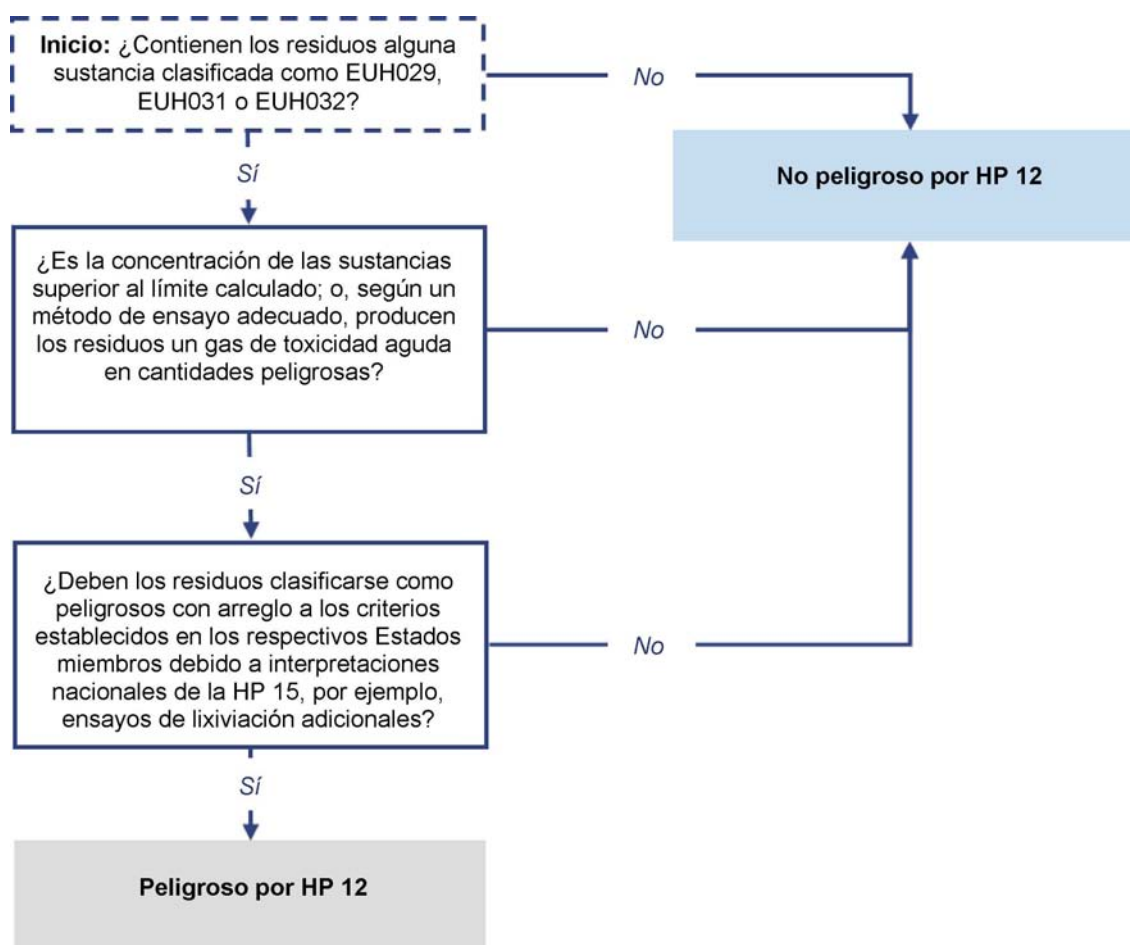 Inicio: ¿Contienen los residuos alguna
sustancia clasificada como EUH029,
EUH031 o EUH032?
No
Sí
No peligroso por HP 12
¿Es la concentración de las sustancias
superior al límite calculado; o, según un
método de ensayo adecuado, producen
los residuos un gas de toxicidad aguda
en cantidades peligrosas?
No
Sí
¿Deben los residuos clasificarse como
peligrosos con arreglo a los criterios
establecidos en los respectivos Estados
miembros debido a interpretaciones
nacionales de la HP 15, por ejemplo,
ensayos de lixiviación adicionales?
No
Sí
Peligroso por HP 12